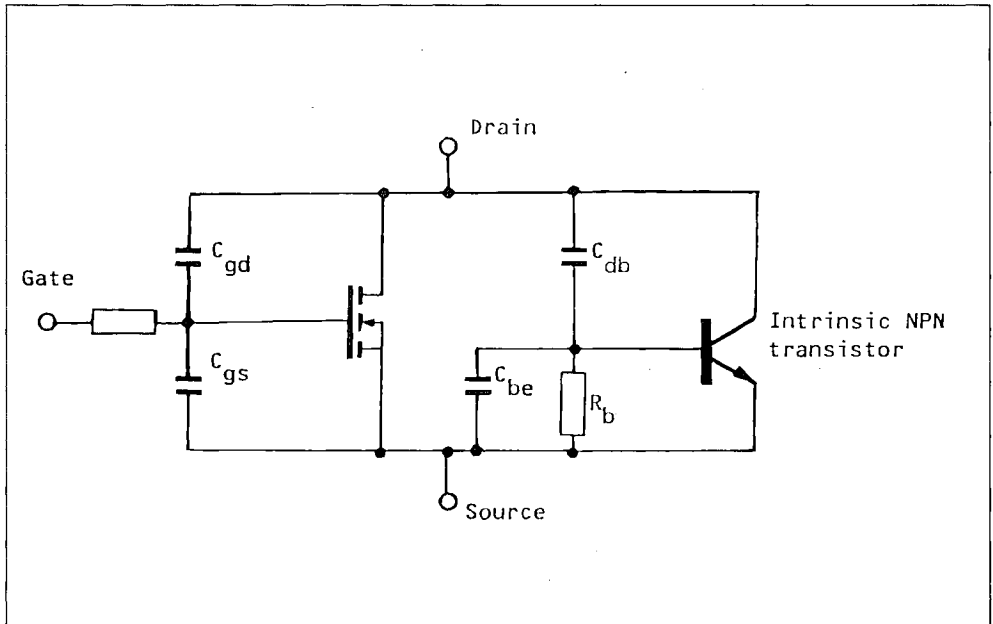 Drain
Gate
C gd
C db
C gs
C be
R b
Intrinsic NPN
transistor
Source